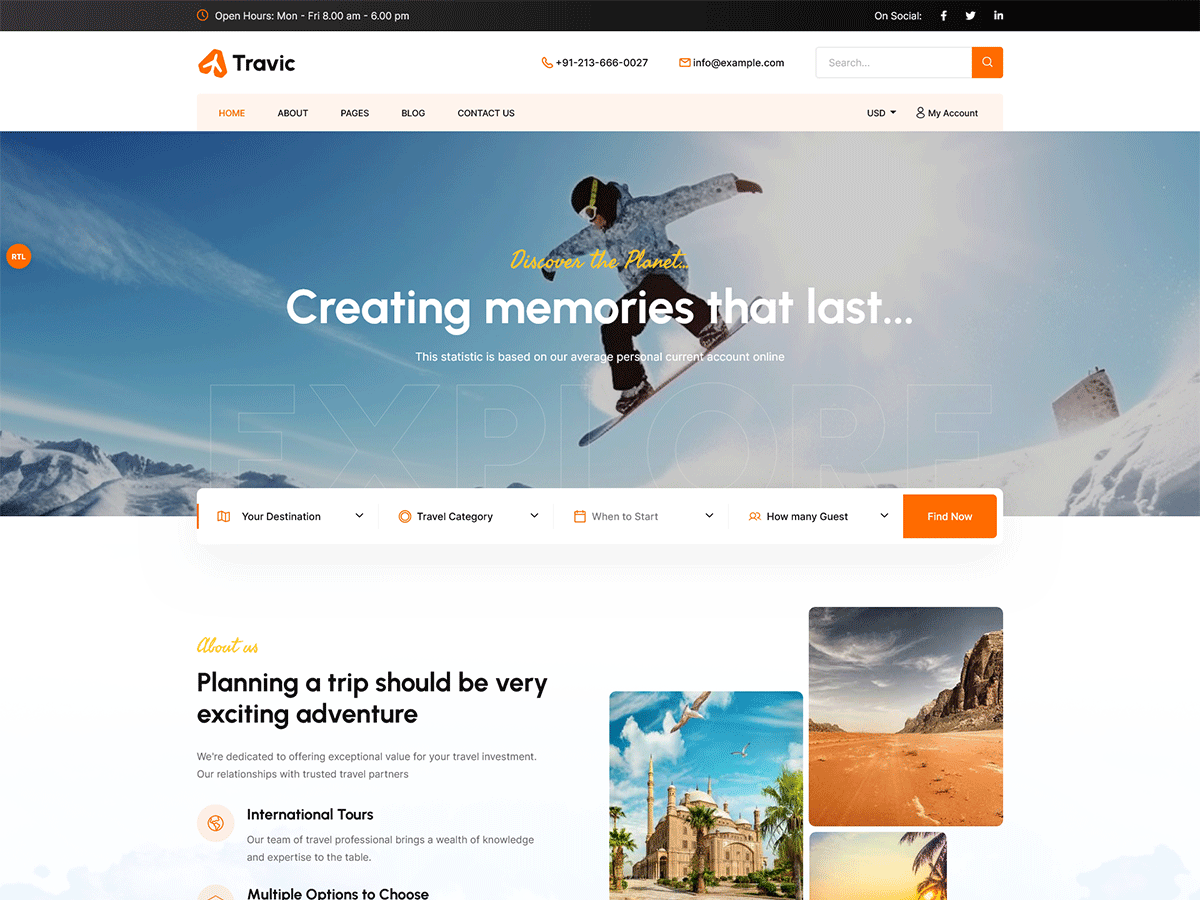 Open Hours: Mon - Fri 8.00 am - 6.00 pm
On Social:
Travic
+91-213-666-0027
info@example.com
Search...
HOME
ABOUT
PAGES
BLOG
CONTACT US
USD
My Account
RTL
Discover the Planet...
Creating memories that last...
This statistic is based on our average personal current account online
EXPLORE
Your Destination
Travel Category
When to Start
How many Guest
Find Now
About us
Planning a trip should be very
exciting adventure
We're dedicated to offering exceptional value for your travel investment.
Our relationships with trusted travel partners
International Tours
Our team of travel professional brings a wealth of knowledge
and expertise to the table.
Multiple Options to Choose